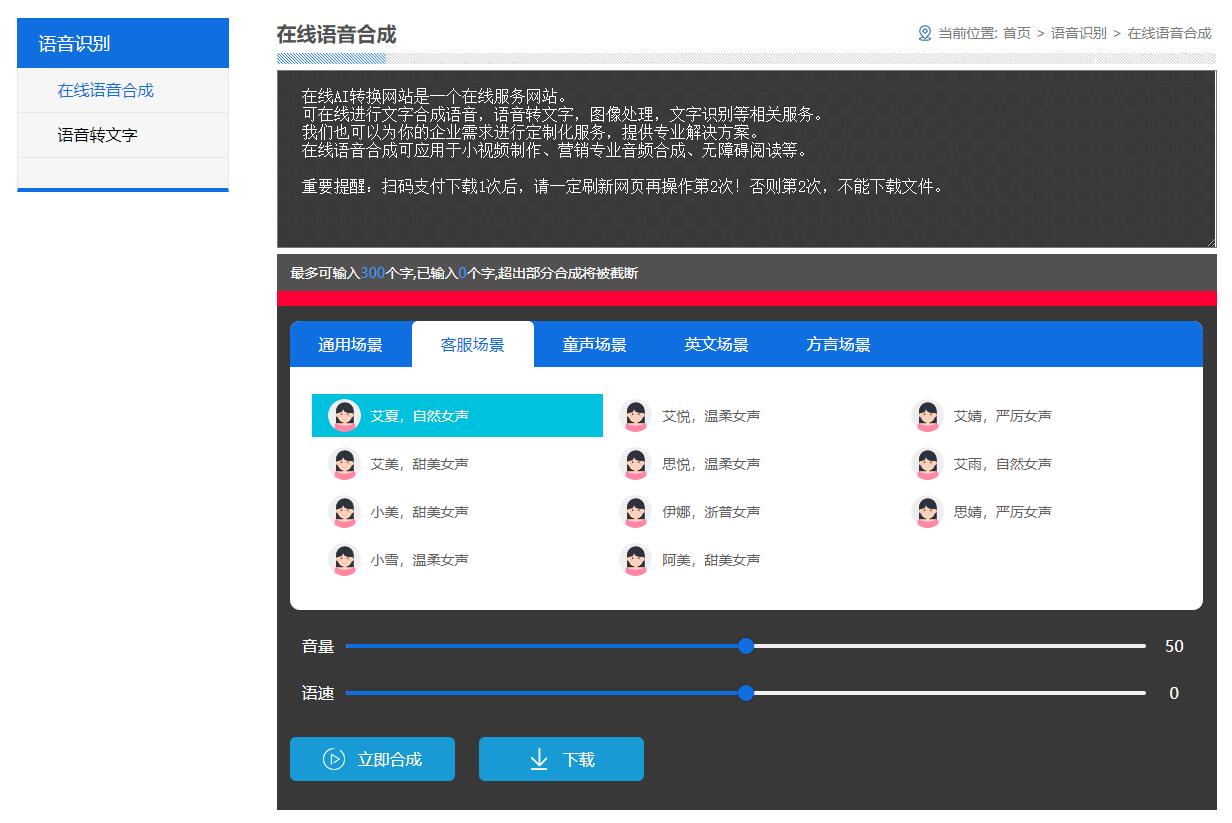 语音识别
在线语音合成
语音转文字
在线语音合成
当前位置: 首页 > 语音识别 > 在线语音合成
在线AI转换网站是一个在线服务网站。
可在线进行文字合成语音，语音转文字，图像处理，文字识别等相关服务。
我们也可以为你的企业需求进行定制化服务，提供专业解决方案。
在线语音合成可应用于小视频制作、营销专业音频合成、无障碍阅读等。
重要提醒：扫码支付下载1次后，请一定刷新网页再操作第2次！否则第2次，不能下载文件。
最多可输入300个字,已输入0个字,超出部分合成将被截断
通用场景 客服场景 童声场景 英文场景 方言场景
艾夏，自然女声 艾悦，温柔女声 艾婧，严厉女声
艾美，甜美女声 思悦，温柔女声 艾雨，自然女声
小美，甜美女声 伊娜，浙普女声 思婧，严厉女声
小雪，温柔女声 阿美，甜美女声
音量 50
语速 0
立即合成 下载